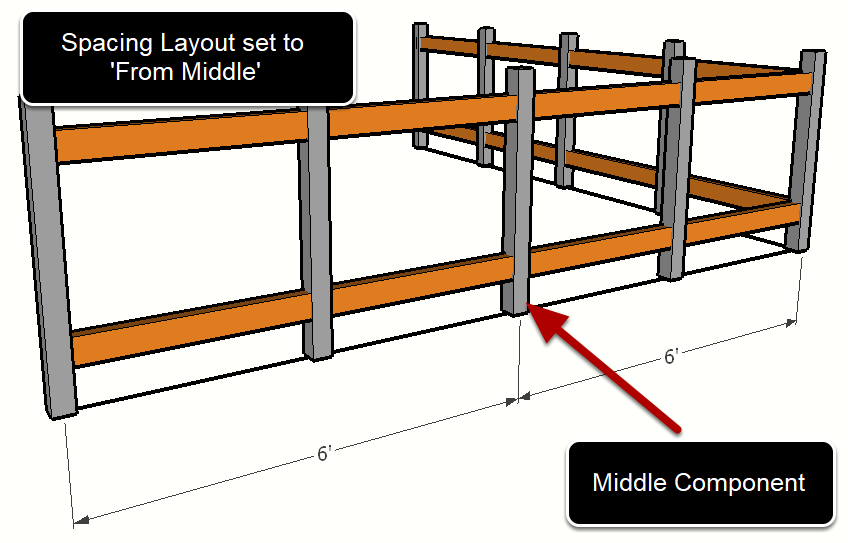 Spacing Layout set to
'From Middle'
6'
6'
Middle Component